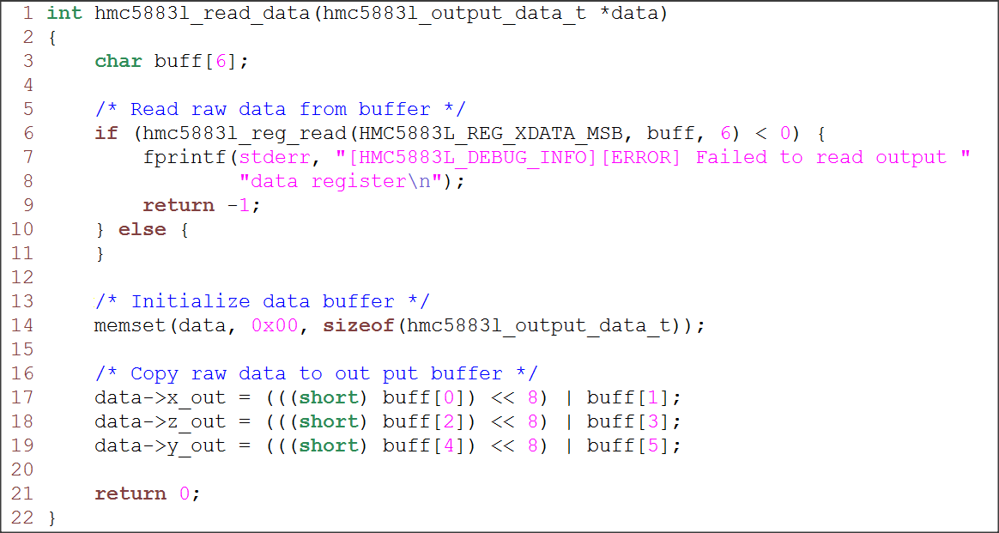 1 int hmc5883l_read_data(hmc5883l_output_data_t *data)
2 {
3     char buff[6];
4
5     /* Read raw data from buffer */
6     if (hmc5883l_reg_read(HMC5883L_REG_XDATA_MSB, buff, 6) < 0) {
7         fprintf(stderr, "[HMC5883L_DEBUG_INFO][ERROR] Failed to read output "
8                 "data register\n");
9         return -1;
10     } else {
11     }
12
13     /* Initialize data buffer */
14     memset(data, 0x00, sizeof(hmc5883l_output_data_t));
15
16     /* Copy raw data to out put buffer */
17     data->x_out = (((short) buff[0]) << 8) | buff[1];
18     data->z_out = (((short) buff[2]) << 8) | buff[3];
19     data->y_out = (((short) buff[4]) << 8) | buff[5];
20
21     return 0;
22 }